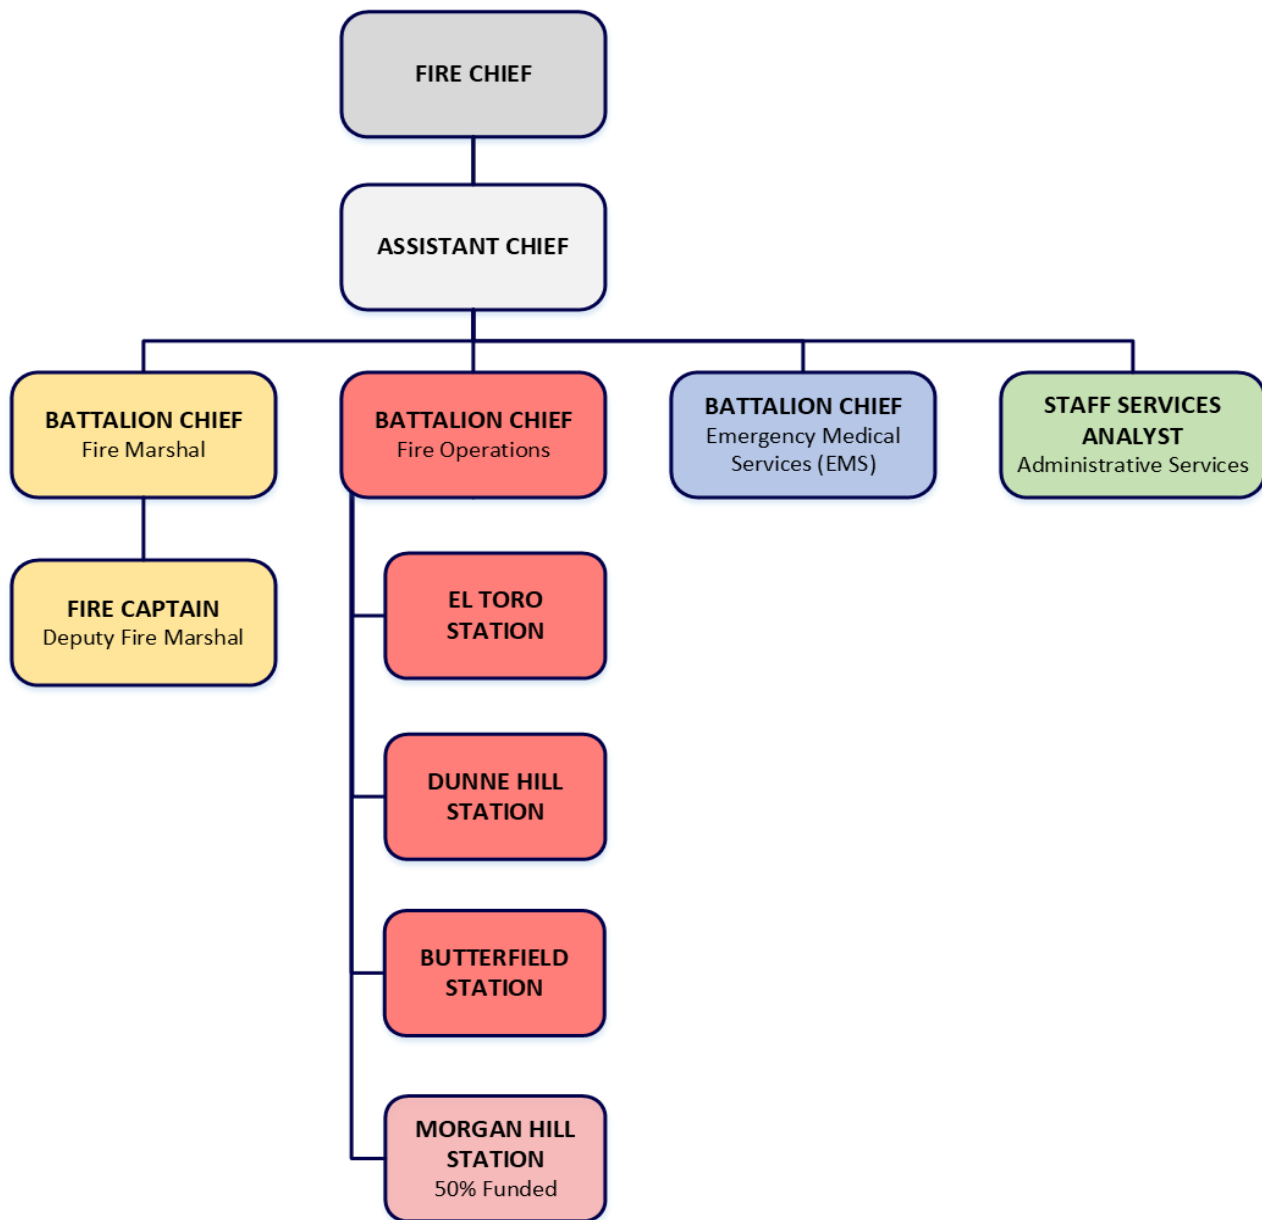 FIRE CHIEF
ASSISTANT CHIEF
BATTALION CHIEF
Fire Marshal
BATTALION CHIEF
Fire Operations
BATTALION CHIEF
Emergency Medical
Services (EMS)
STAFF SERVICES
ANALYST
Administrative Services
FIRE CAPTAIN
Deputy Fire Marshal
EL TORO
STATION
DUNNE HILL
STATION
BUTTERFIELD
STATION
MORGAN HILL
STATION
50% Funded